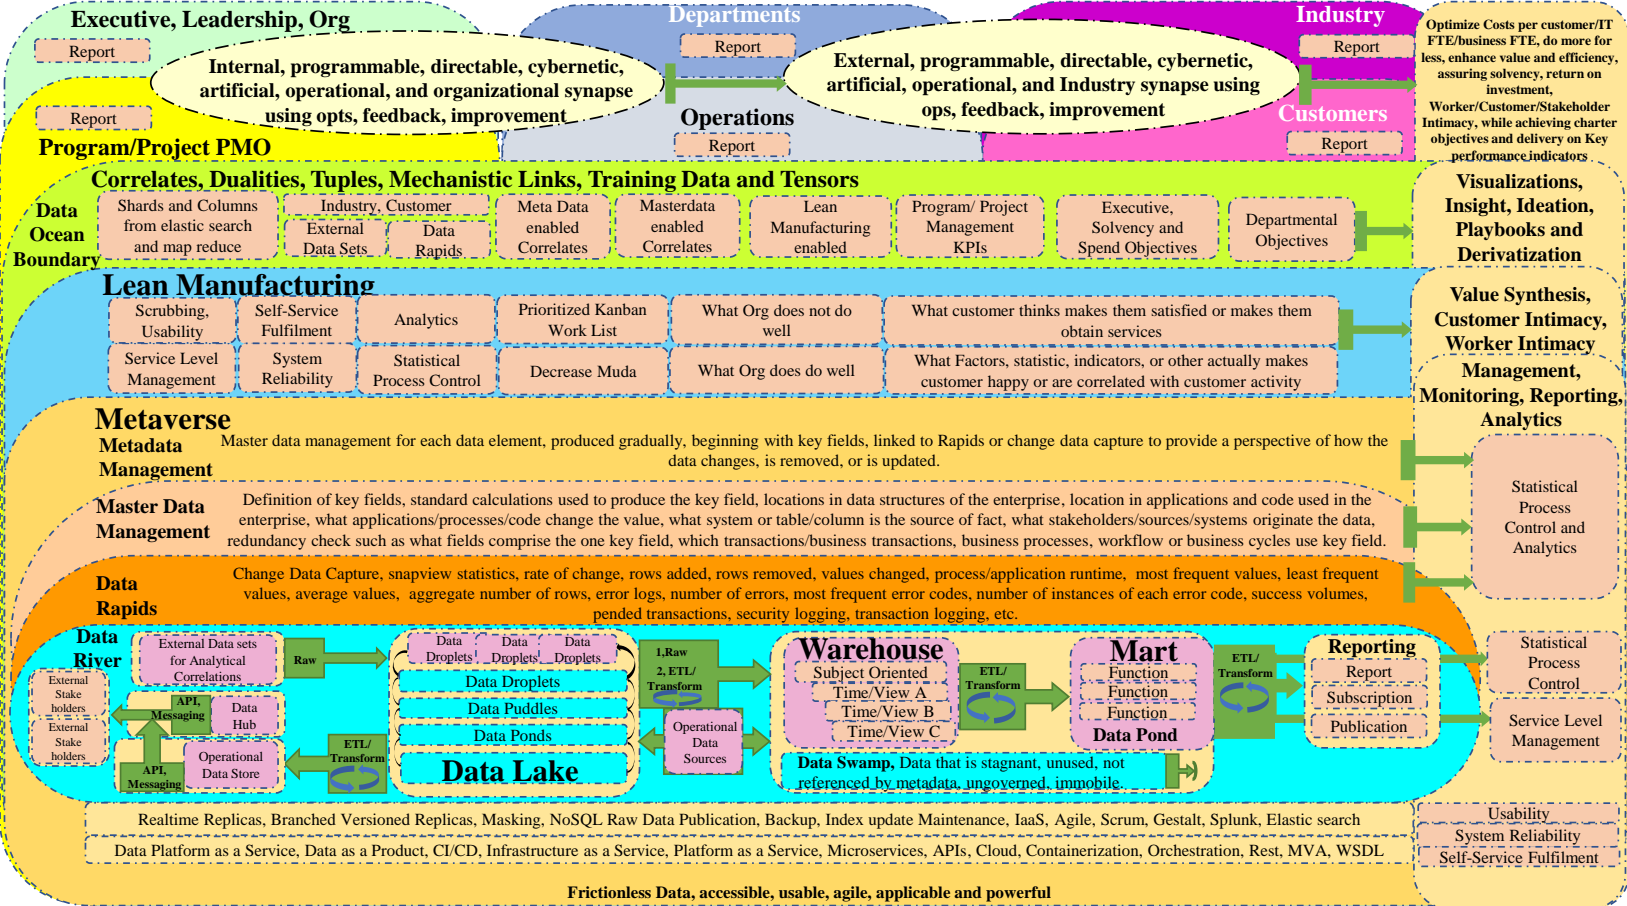 Executive, Leadership, Org
Report
Departments
Report
Industry
Report
Internal, programmable, directable, cybernetic,
artificial, operational, and organizational synapse
using opts, feedback, improvement
External, programmable, directable, cybernetic,
artificial, operational, and Industry synapse using
ops, feedback, improvement
Report
Program/Project PMO
Operations
Report
Customers
Report
Optimize Costs per customer/IT
FTE/business FTE, do more for
less, enhance value and efficiency,
assuring solvency, return on
investment,
Worker/Customer/Stakeholder
Intimacy, while achieving charter
objectives and delivery on Key
performance indicators
Correlates, Dualities, Tuples, Mechanistic Links, Training Data and Tensors
Data
Ocean
Boundary
Shards and Columns
from elastic search
and map reduce
Industry, Customer
External
Data Sets
Data
Rapids
Meta Data
enabled
Correlates
Masterdata
enabled
Correlates
Lean
Manufacturing
enabled
Program/ Project
Management
KPIs
Executive,
Solvency and
Spend Objectives
Departmental
Objectives
Visualizations,
Insight, Ideation,
Playbooks and
Derivatization
Lean Manufacturing
Scrubbing,
Usability
Self-Service
Fulfilment
Analytics
Prioritized Kanban
Work List
What Org does not do
well
What customer thinks makes them satisfied or makes them
obtain services
Service Level
Management
System
Reliability
Statistical
Process Control
Decrease Muda
What Org does do well
What Factors, statistic, indicators, or other actually makes
customer happy or are correlated with customer activity
Value Synthesis,
Customer Intimacy,
Worker Intimacy
Management,
Monitoring, Reporting,
Analytics
Metaverse
Metadata
Management
Master data management for each data element, produced gradually, beginning with key fields, linked to Rapids or change data capture to provide a perspective of how the
data changes, is removed, or is updated.
Master Data
Management
Definition of key fields, standard calculations used to produce the key field, locations in data structures of the enterprise, location in applications and code used in the
enterprise, what applications/processes/code change the value, what system or table/column is the source of fact, what stakeholders/sources/systems originate the data,
redundancy check such as what fields comprise the one key field, which transactions/business transactions, business processes, workflow or business cycles use key field.
Statistical
Process
Control and
Analytics
Data
Rapids
Change Data Capture, snapview statistics, rate of change, rows added, rows removed, values changed, process/application runtime, most frequent values, least frequent
values, average values, aggregate number of rows, error logs, number of errors, most frequent error codes, number of instances of each error code, success volumes,
pended transactions, security logging, transaction logging, etc.
Data
River
External Data sets
for Analytical
Correlations
Raw
External
Stake
holders
External
Stake
holders
API,
Messaging
Data
Hub
API,
Messaging
Operational
Data Store
ETL/
Transform
Data
Droplets
Data
Droplets
Data
Droplets
Data Droplets
Data Puddles
Data Ponds
Data Lake
1,Raw
2, ETL/
Transform
Operational
Data
Sources
Warehouse
Subject Oriented
Time/View A
Time/View B
Time/View C
ETL/
Transform
Mart
Function
Function
Function
Data Pond
Data Swamp, Data that is stagnant, unused, not
referenced by metadata, ungoverned, immobile.
ETL/
Transform
Reporting
Report
Subscription
Publication
Statistical
Process
Control
Service Level
Management
Realtime Replicas, Branched Versioned Replicas, Masking, NoSQL Raw Data Publication, Backup, Index update Maintenance, IaaS, Agile, Scrum, Gestalt, Splunk, Elastic search
Data Platform as a Service, Data as a Product, CI/CD, Infrastructure as a Service, Platform as a Service, Microservices, APIs, Cloud, Containerization, Orchestration, Rest, MVA, WSDL
Usability
System Reliability
Self-Service Fulfilment
Frictionless Data, accessible, usable, agile, applicable and powerful